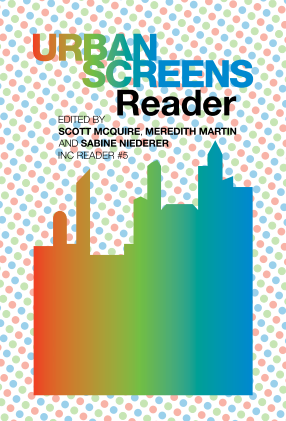 URBAN
SCREENS
Reader
EDITED BY
SCOTT MCQUIRE, MEREDITH MARTIN
AND SABINE NIEDERER
INC READER #5